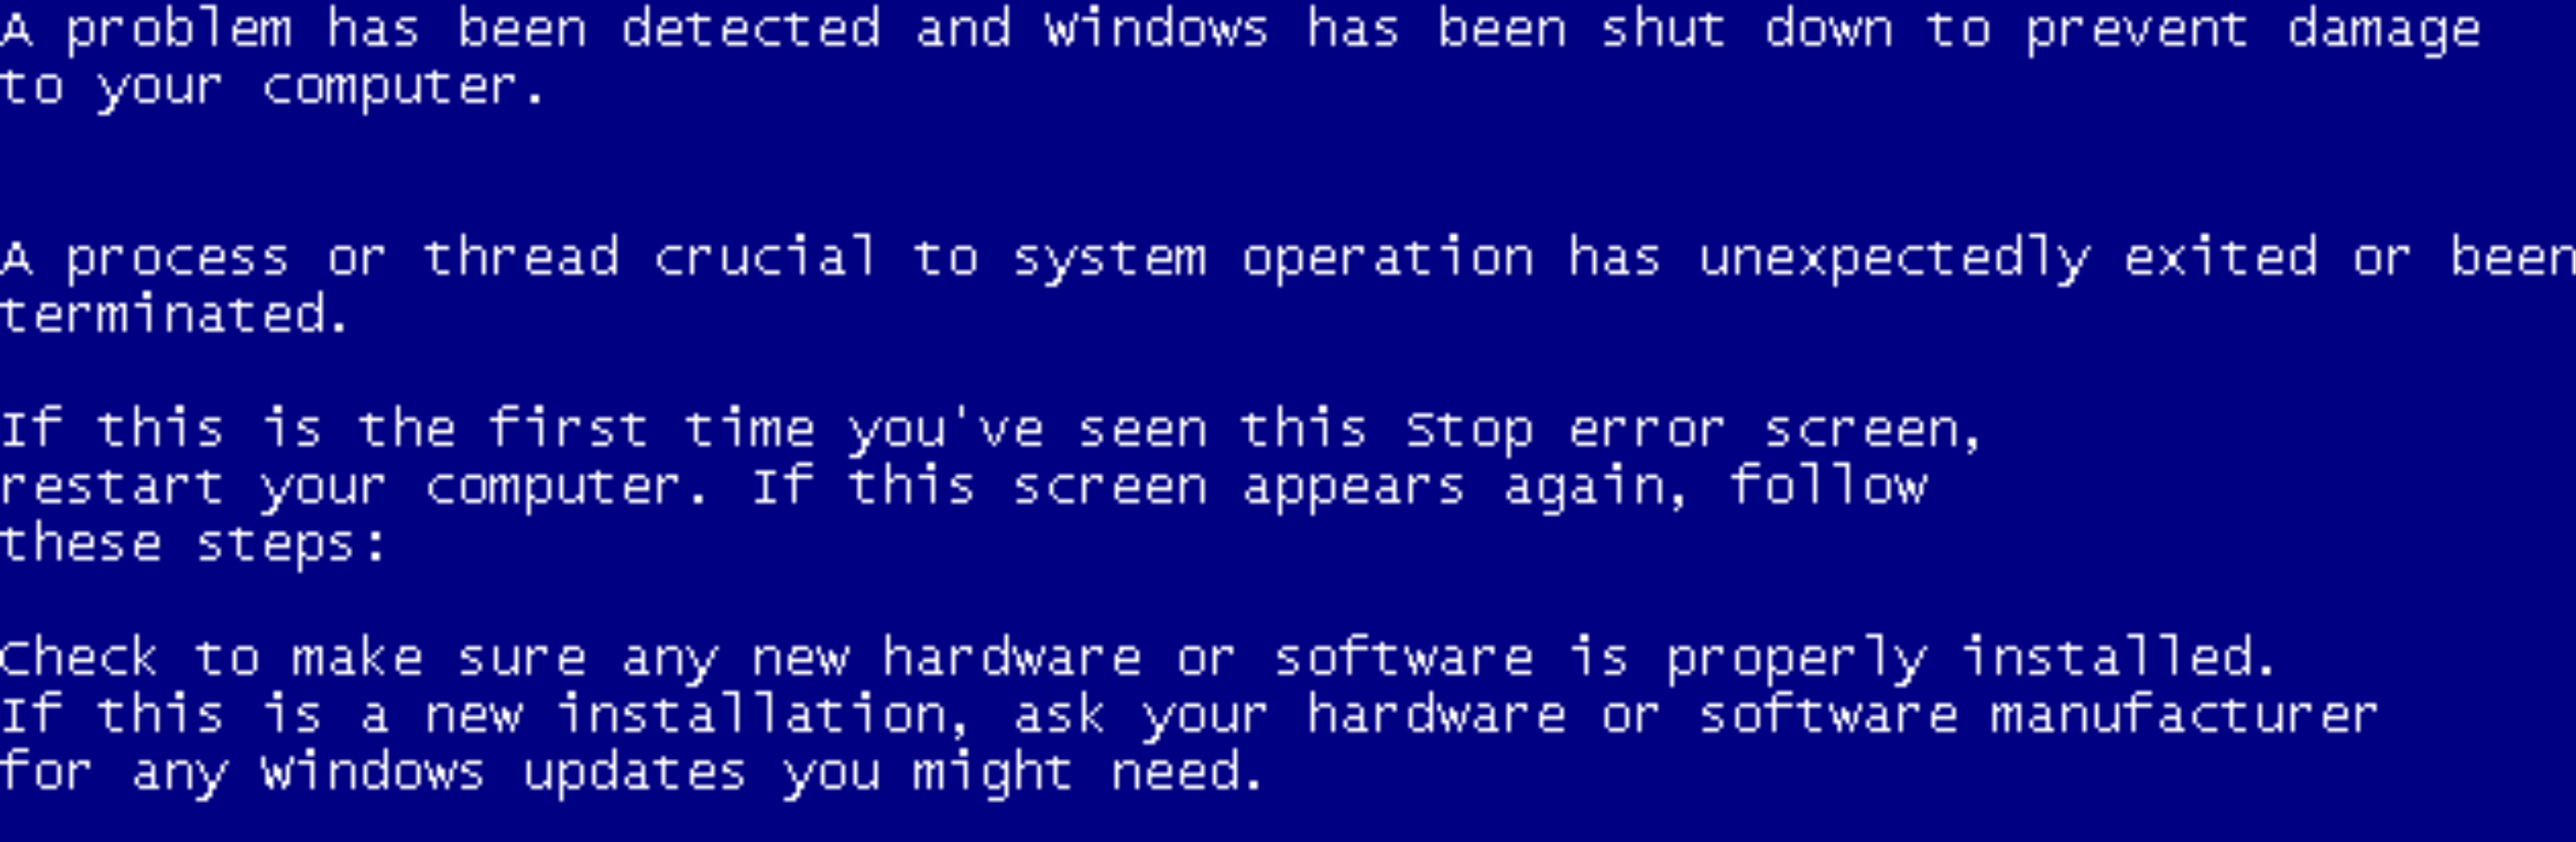 A problem has been detected and Windows has been shut down to prevent damage
to your computer.
A process or thread crucial to system operation has unexpectedly exited or been
terminated.
If this is the first time you've seen this Stop error screen,
restart your computer. If this screen appears again, follow
these steps:
Check to make sure any new hardware or software is properly installed.
If this is a new installation, ask your hardware or software manufacturer
for any Windows updates you might need.